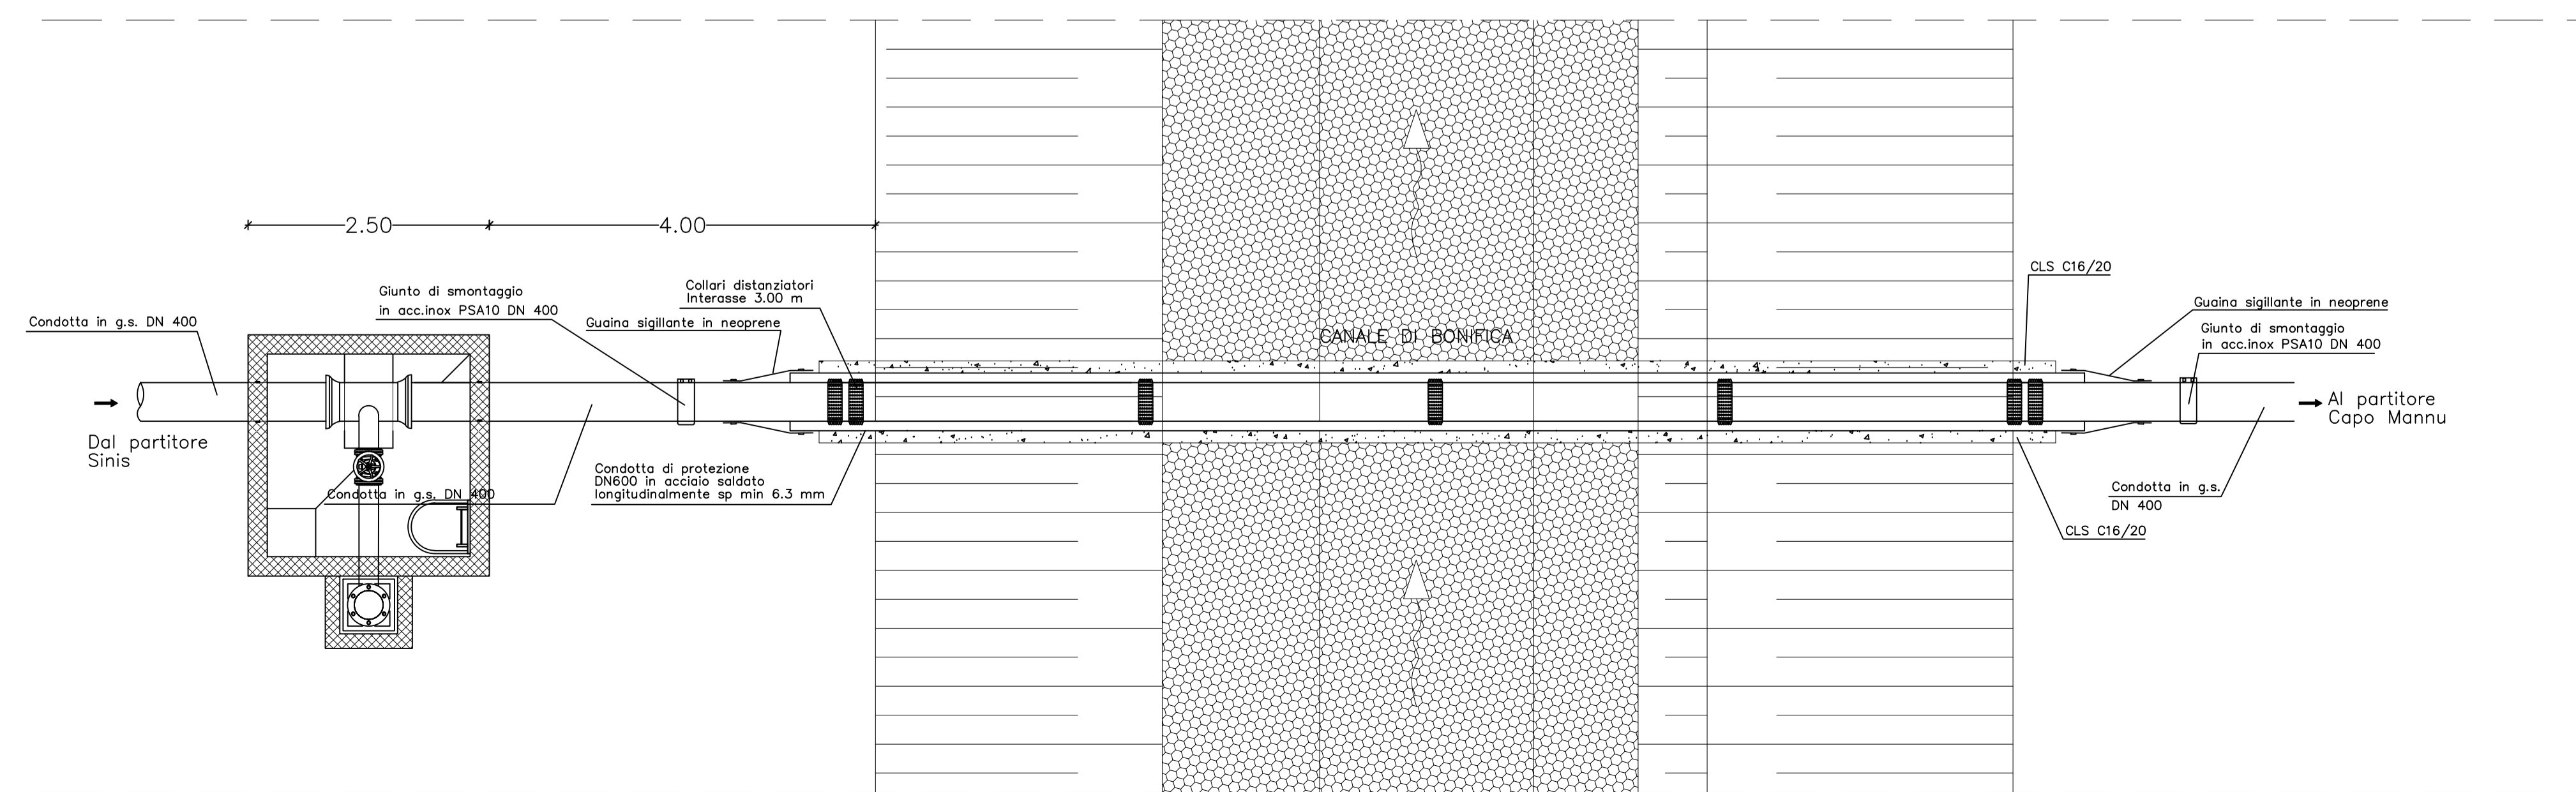 2.50
4.00
Condotta in g.s. DN 400
Giunto di smontaggio
in acc.inox PSA10 DN 400
Collari distanziatori
Interasse 3.00 m
Guaina sigillante in neoprene
CANALE DI BONIFICA
CLS C16/20
Guaina sigillante in neoprene
Giunto di smontaggio
in acc.inox PSA10 DN 400
Dal partitore
Sinis
Al partitore
Capo Mannu
Condotta in g.s. DN 400
Condotta di protezione
DN600 in acciaio saldato
longitudinalmente sp min 6.3 mm
Condotta in g.s.
DN 400
CLS C16/20